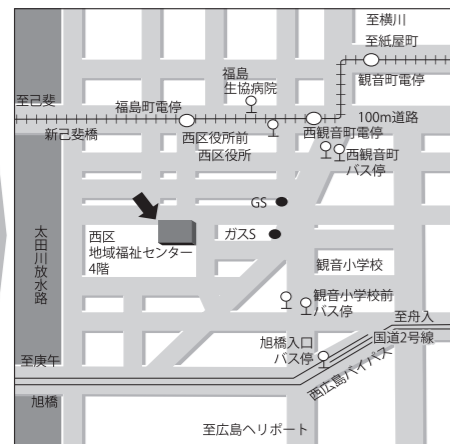 至横川
至紙屋町
観音町電停
福島
生協病院
至己斐
福島町電停
100m道路
新己斐橋
西区役所前
西区役所
西観音町電停
西観音町
バス停
GS
太田川放水路
西区
地域福祉センター
4階
ガスS
観音小学校
観音小学校前
バス停
至舟入
国道2号線
旭橋入口
バス停
西広島バイパス
至庚午
旭橋
至広島ヘリポート